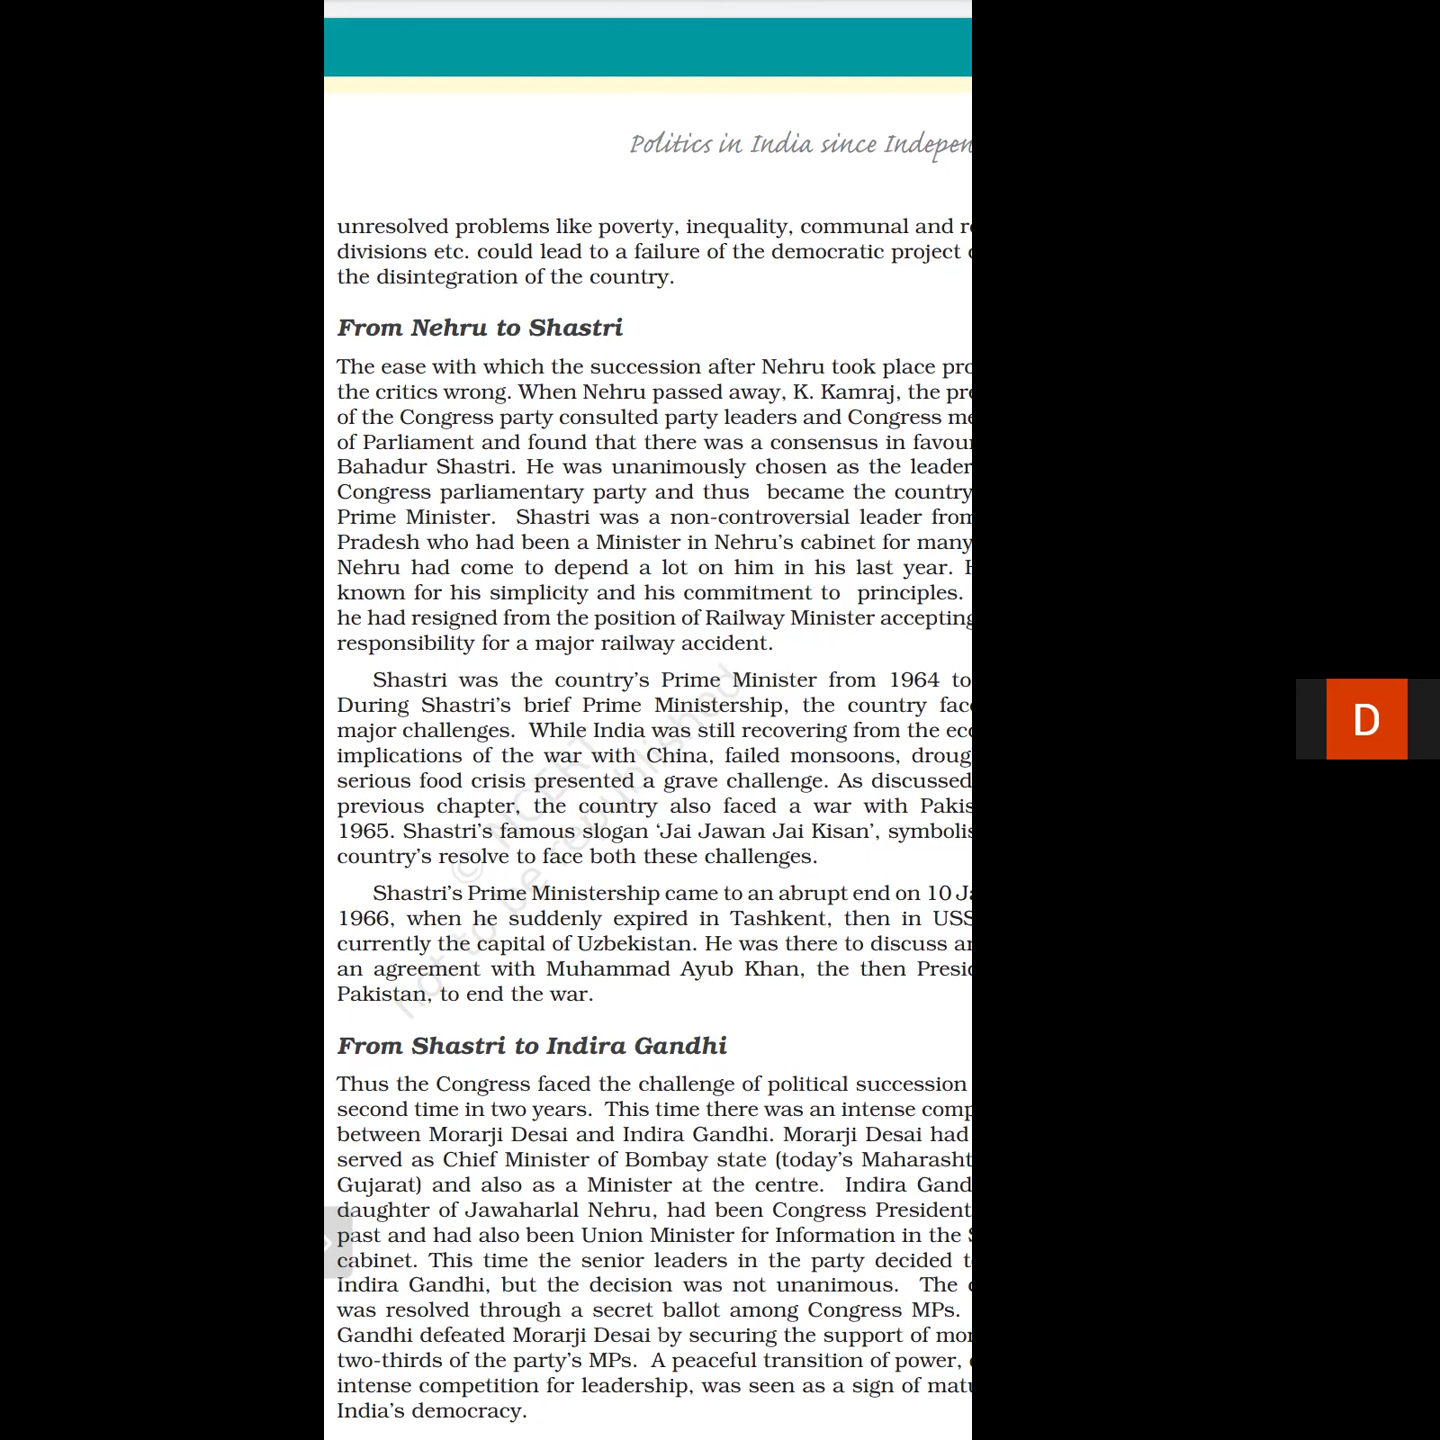 Politics in India since Indepen
unresolved problems like poverty, inequality, communal and
divisions etc. could lead to a failure of the democratic project
the disintegration of the country.
From Nehru to Shastri
The ease with which the succession after Nehru took place
the critics wrong. When Nehru passed away, K. Kamraj, the
of the Congress party consulted party leaders and Congress
of Parliament and found that there was a consensus in
Bahadur Shastri. He was unanimously chosen as the leader
Congress parliamentary party and thus became the country
Prime Minister. Shastri was a non-controversial leader
Pradesh who had been a Minister in Nehru's cabinet for many
Nehru had come to depend a lot on him in his last year.
known for his simplicity and his commitment to principles.
he had resigned from the position of Railway Minister accepting
responsibility for a major railway accident.
Shastri was the country's Prime Minister from 1964 to
During Shastri's brief Prime Ministership, the country
major challenges. While India was still recovering from the
implications of the war with China, failed monsoons,
serious food crisis presented a grave challenge. As discussed
previous chapter, the country also faced a war with
1965. Shastri's famous slogan ‘Jai Jawan Jai Kisan’,
country's resolve to face both these challenges.
Shastri's Prime Ministership came to an abrupt end on 10
1966, when he suddenly expired in Tashkent, then in
currently the capital of Uzbekistan. He was there to discuss
an agreement with Muhammad Ayub Khan, the then
Pakistan, to end the war.
From Shastri to Indira Gandhi
Thus the Congress faced the challenge of political succession
second time in two years. This time there was an intense
between Morarji Desai and Indira Gandhi. Morarji Desai had
served as Chief Minister of Bombay state (today's
Gujarat) and also as a Minister at the centre. Indira
daughter of Jawaharlal Nehru, had been Congress President
past and had also been Union Minister for Information in the
cabinet. This time the senior leaders in the party decided
Indira Gandhi, but the decision was not unanimous. The
was resolved through a secret ballot among Congress MPs.
Gandhi defeated Morarji Desai by securing the support of
two-thirds of the party's MPs. A peaceful transition of power,
intense competition for leadership, was seen as a sign of
India's democracy.
© NCERT
not to be republished
D